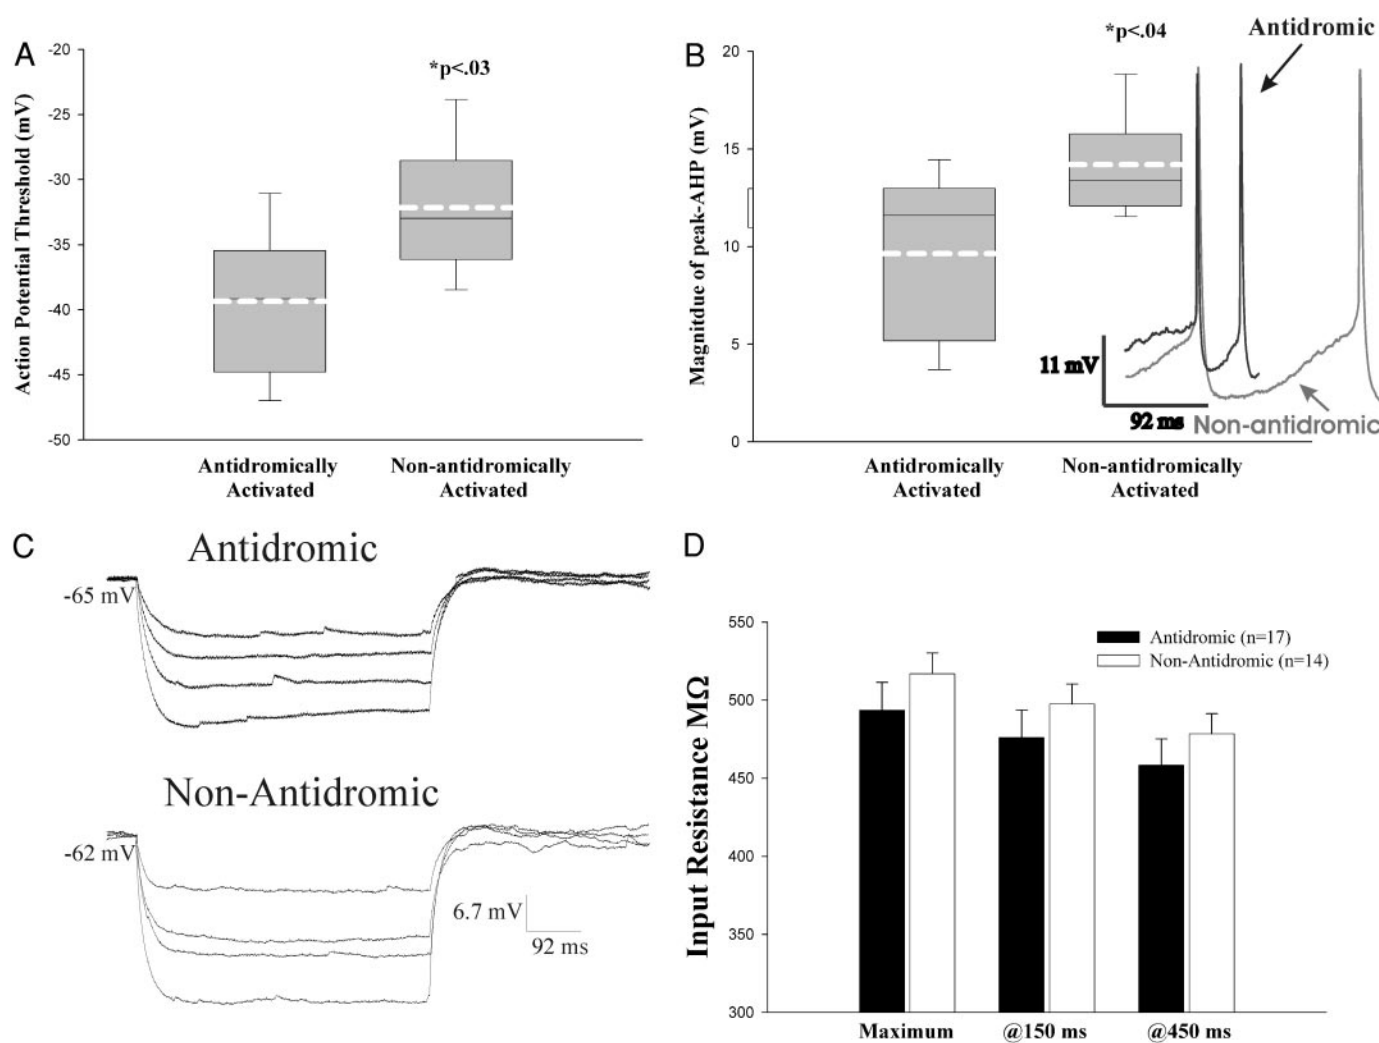 A
Action Potential Threshold (mV)
-20
-25
-30
-35
-40
-45
-50
*p<.03
Antidromically
Activated
Non-antidromically
Activated
B
Magnitdue of peak-AHP (mV)
20
15
10
5
0
*p<.04
Antidromic
11 mV
92 ms
Non-antidromic
Antidromically
Activated
Non-antidromically
Activated
C
Antidromic
-65 mV
Non-Antidromic
-62 mV
6.7 mV
92 ms
D
Input Resistance MΩ
550
500
450
400
350
300
Antidromic (n=17)
Non-Antidromic (n=14)
Maximum
@150 ms
@450 ms